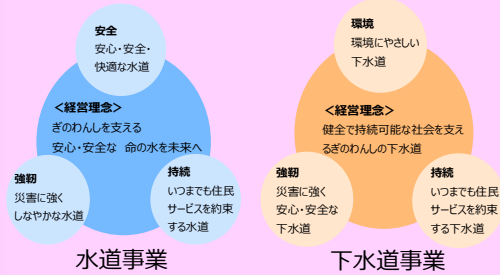 安全
安心・安全・
快適な水道
＜経営理念＞
ぎのわんしを支える
安心・安全な 命の水を未来へ
強靭
災害に強く
しなやかな水道
持続
いつまでも住民
サービスを約束
する水道
水道事業
環境
環境にやさしい
下水道
＜経営理念＞
健全で持続可能な社会を支え
るぎのわんしの下水道
強靭
災害に強く
安心・安全な
下水道
持続
いつまでも住民
サービスを約束
する下水道
下水道事業